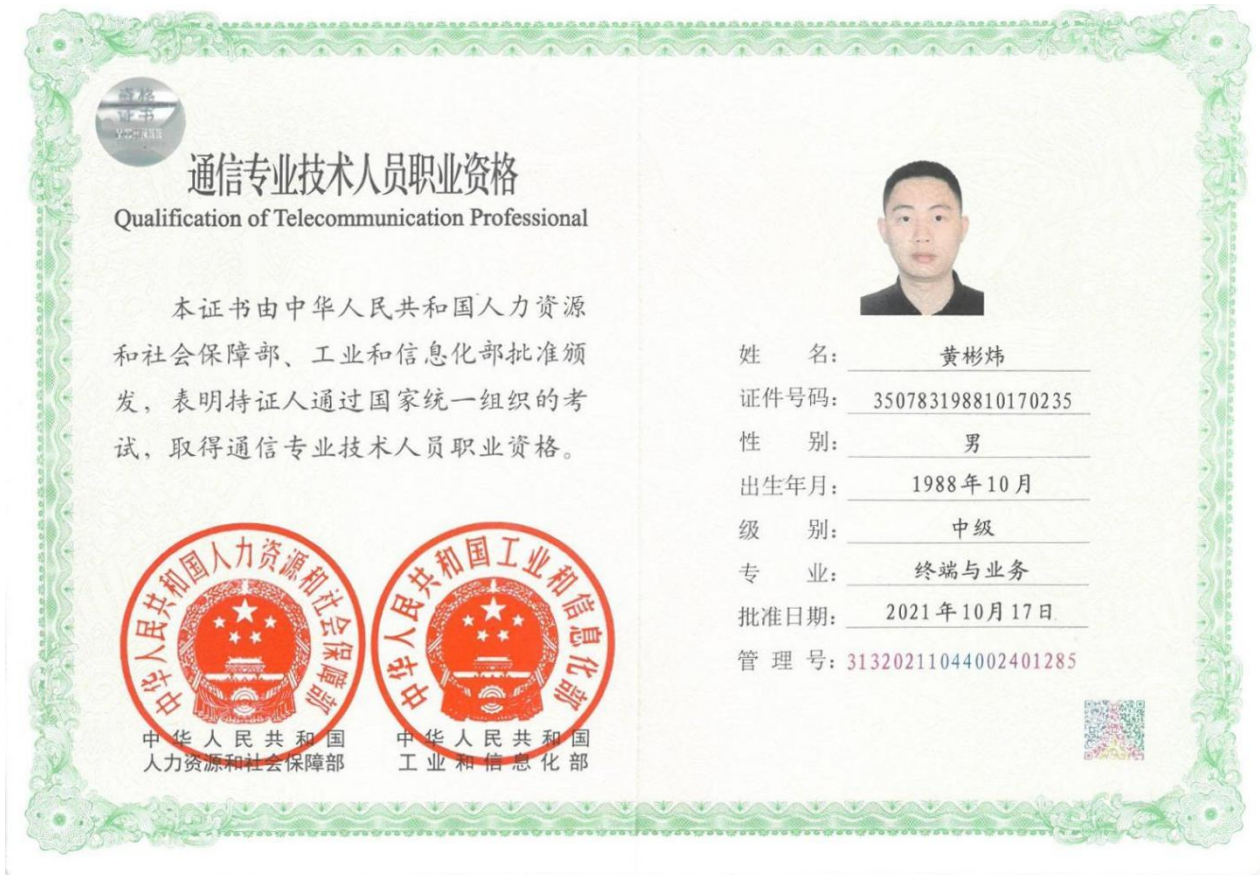 资格
证书
通信专业技术人员职业资格
Qualification of Telecommunication Professional
本证书由中华人民共和国人力资源
和社会保障部、工业和信息化部批准颁
发，表明持证人通过国家统一组织的考
试，取得通信专业技术人员职业资格。
中华人民共和国人力资源和社会保障部
中华人民共和国
人力资源和社会保障部
中华人民共和国工业和信息化部
中华人民共和国
工业和信息化部
姓 名：黄彬炜
证件号码：350783198810170235
性 别：男
出生年月：1988年10月
级 别：中级
专 业：终端与业务
批准日期：2021年10月17日
管 理 号：31320211044002401285